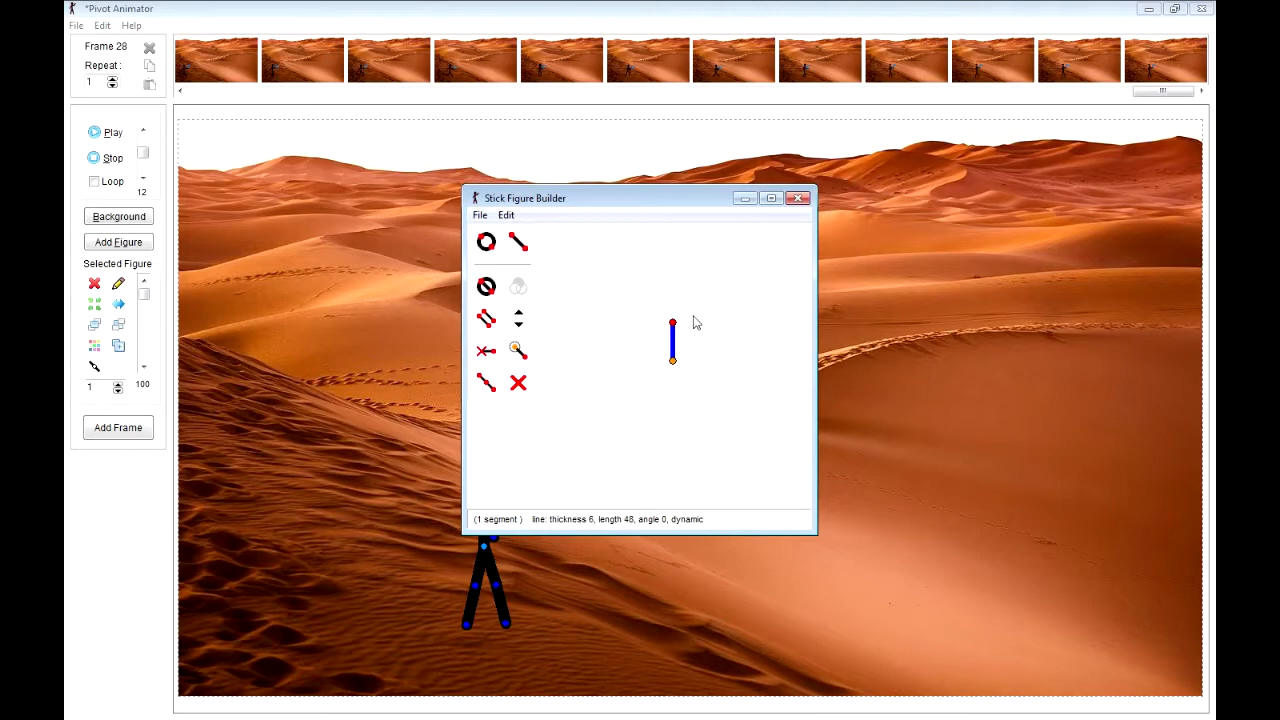 *Pivot Animator
File Edit Help
Frame 28
Repeat:
1
Play
Stop
Loop
12
Background
Add Figure
Selected Figure
1
100
Add Frame
Stick Figure Builder
File Edit
(1 segment ) line: thickness 6, length 48, angle 0, dynamic